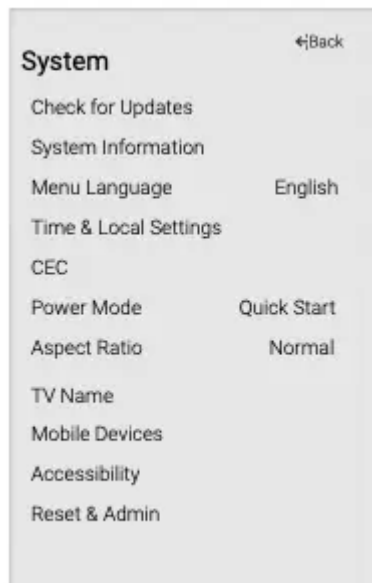 Back
System
Check for Updates
System Information
Menu Language English
Time & Local Settings
CEC
Power Mode Quick Start
Aspect Ratio Normal
TV Name
Mobile Devices
Accessibility
Reset & Admin